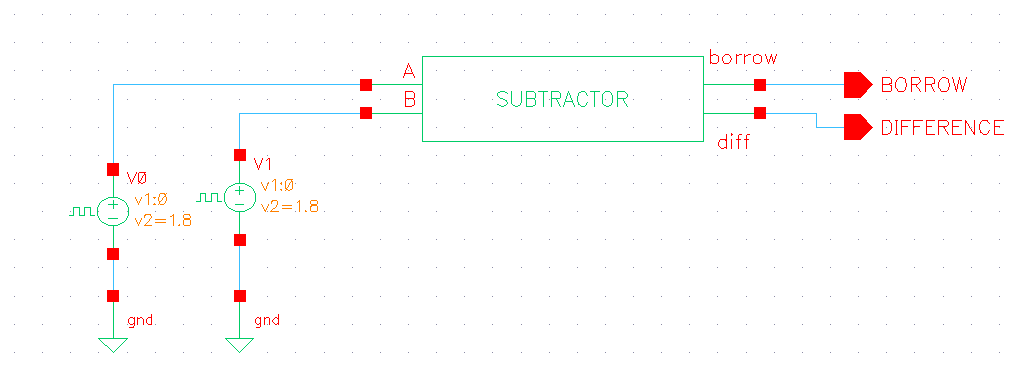 borrow
A
BORROW
B
SUBTRACTOR
DIFFERENCE
diff
V0
v1:0
v2=1.8
V1
v1:0
v2=1.8
gnd
gnd